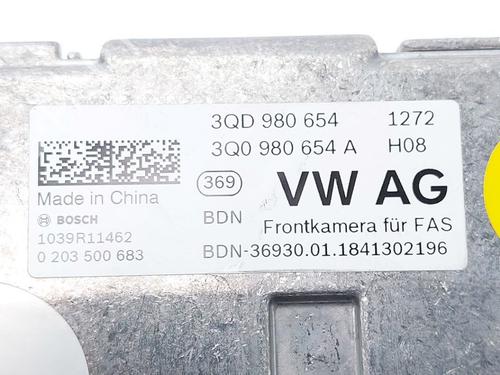 3QD 980 654 1272
3Q0 980 654 A H08
369 VW AG
Made in China
BOSCH BDN Frontkamera für FAS
1039R11462
0 203 500 683 BDN-36930.01.1841302196